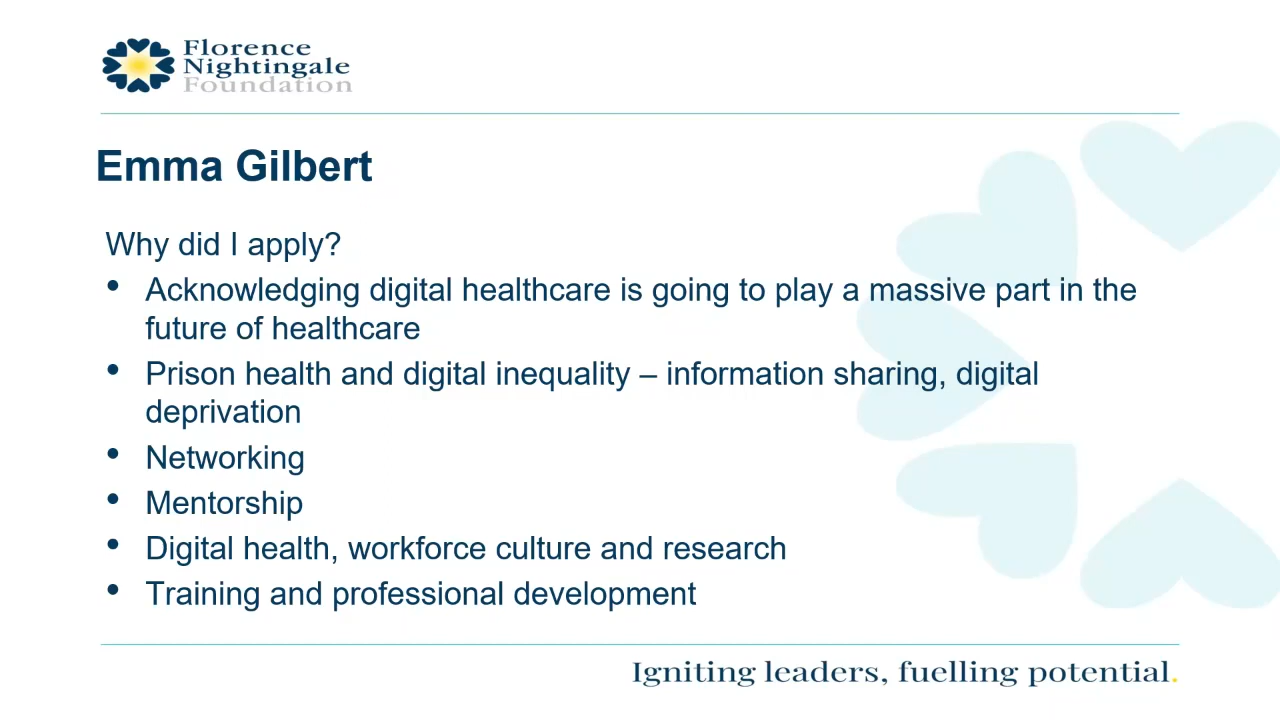 Florence
Nightingale
Foundation
Emma Gilbert
Why did I apply?
• Acknowledging digital healthcare is going to play a massive part in the
future of healthcare
• Prison health and digital inequality – information sharing, digital
deprivation
• Networking
• Mentorship
• Digital health, workforce culture and research
• Training and professional development
Igniting leaders, fuelling potential.